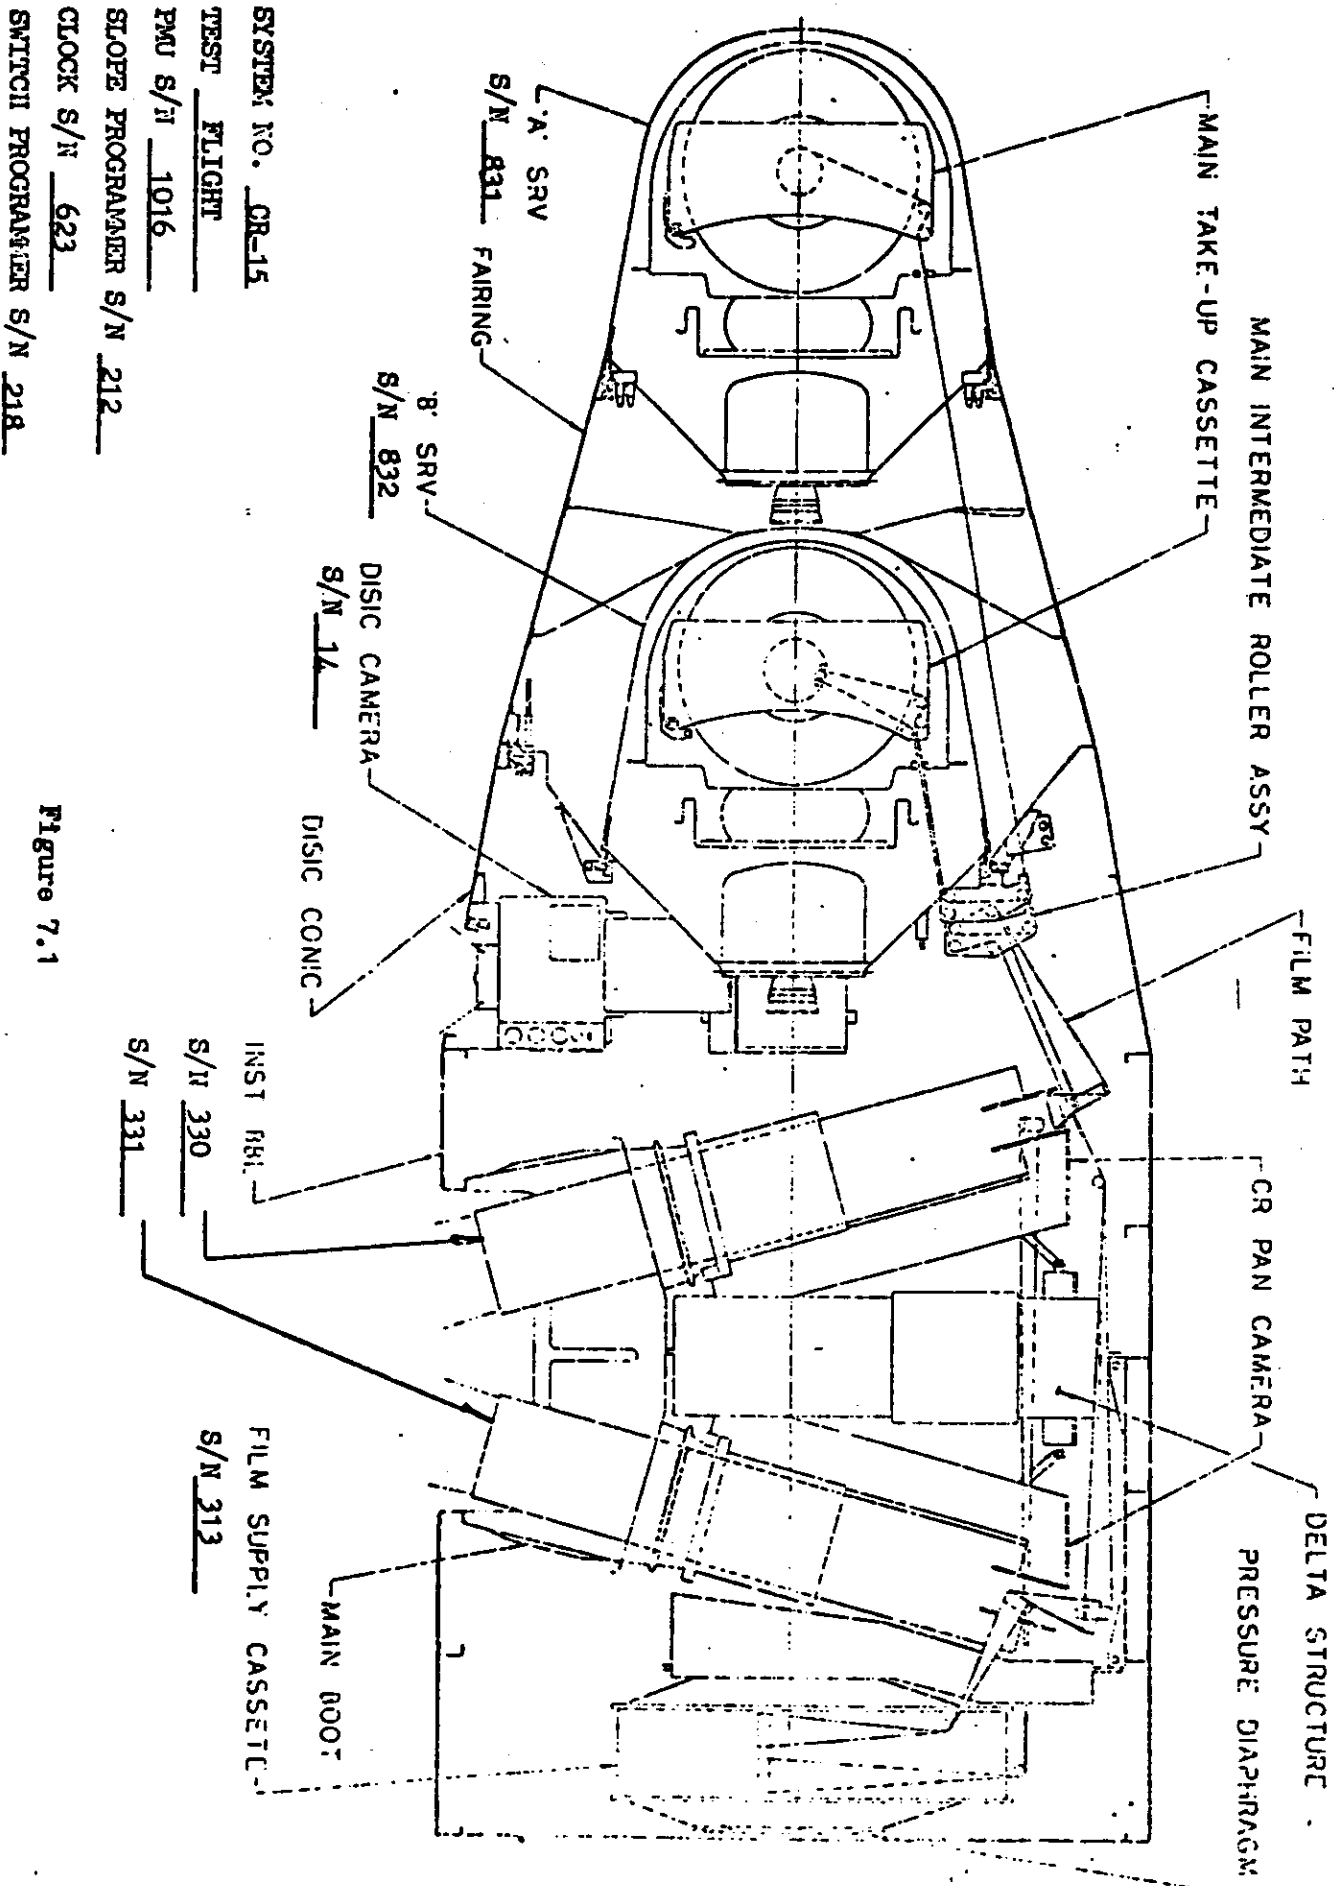 DELTA STRUCTURE
PRESSURE DIAPHRAGM
FILM PATH
CR PAN CAMERA
MAIN INTERMEDIATE ROLLER ASSY
MAIN TAKE-UP CASSETTE
'A' SRV
S/N 831
FAIRING
'B' SRV
S/N 832
DISIC CAMERA
S/N 14
DISIC CONIC
INST BBL
S/N 330
S/N 331
MAIN BOOT
FILM SUPPLY CASSETE
S/N 313
SYSTEM NO. CR-15
TEST FLIGHT
PMU S/N 1016
SLOPE PROGRAMMER S/N 212
CLOCK S/N 623
SWITCH PROGRAMMER S/N 218
Figure 7.1